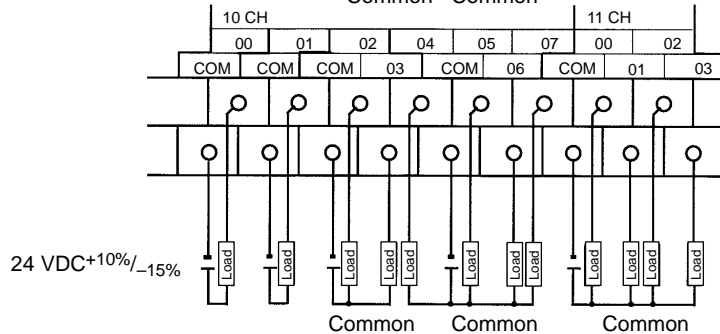 Common Common
10 CH 11 CH
00 01 02 04 05 07 00 02
COM COM COM 03 COM 06 COM 01 03
Load Load Load Load Load Load Load Load Load Load Load Load
24 VDC+10%/–15%
Common Common Common